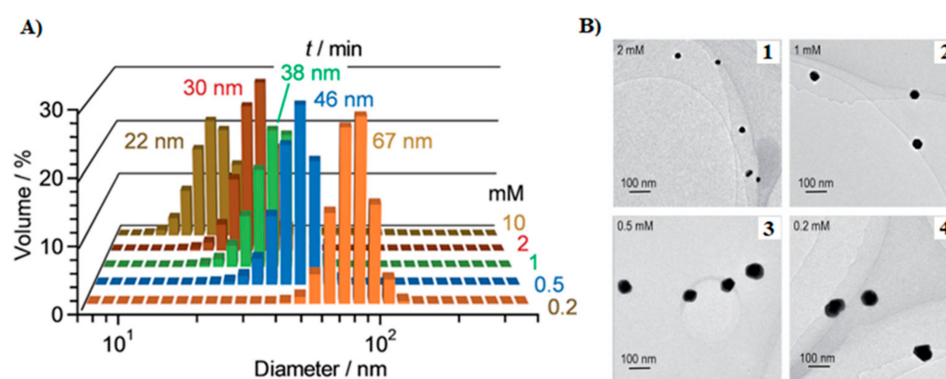 A)
t / min
38 nm
30 nm
46 nm
22 nm
67 nm
30
20
10
0
Volume / %
mM
10
2
1
0.5
0.2
10¹
10²
Diameter / nm
B)
2 mM
1
100 nm
1 mM
2
100 nm
0.5 mM
3
100 nm
0.2 mM
4
100 nm